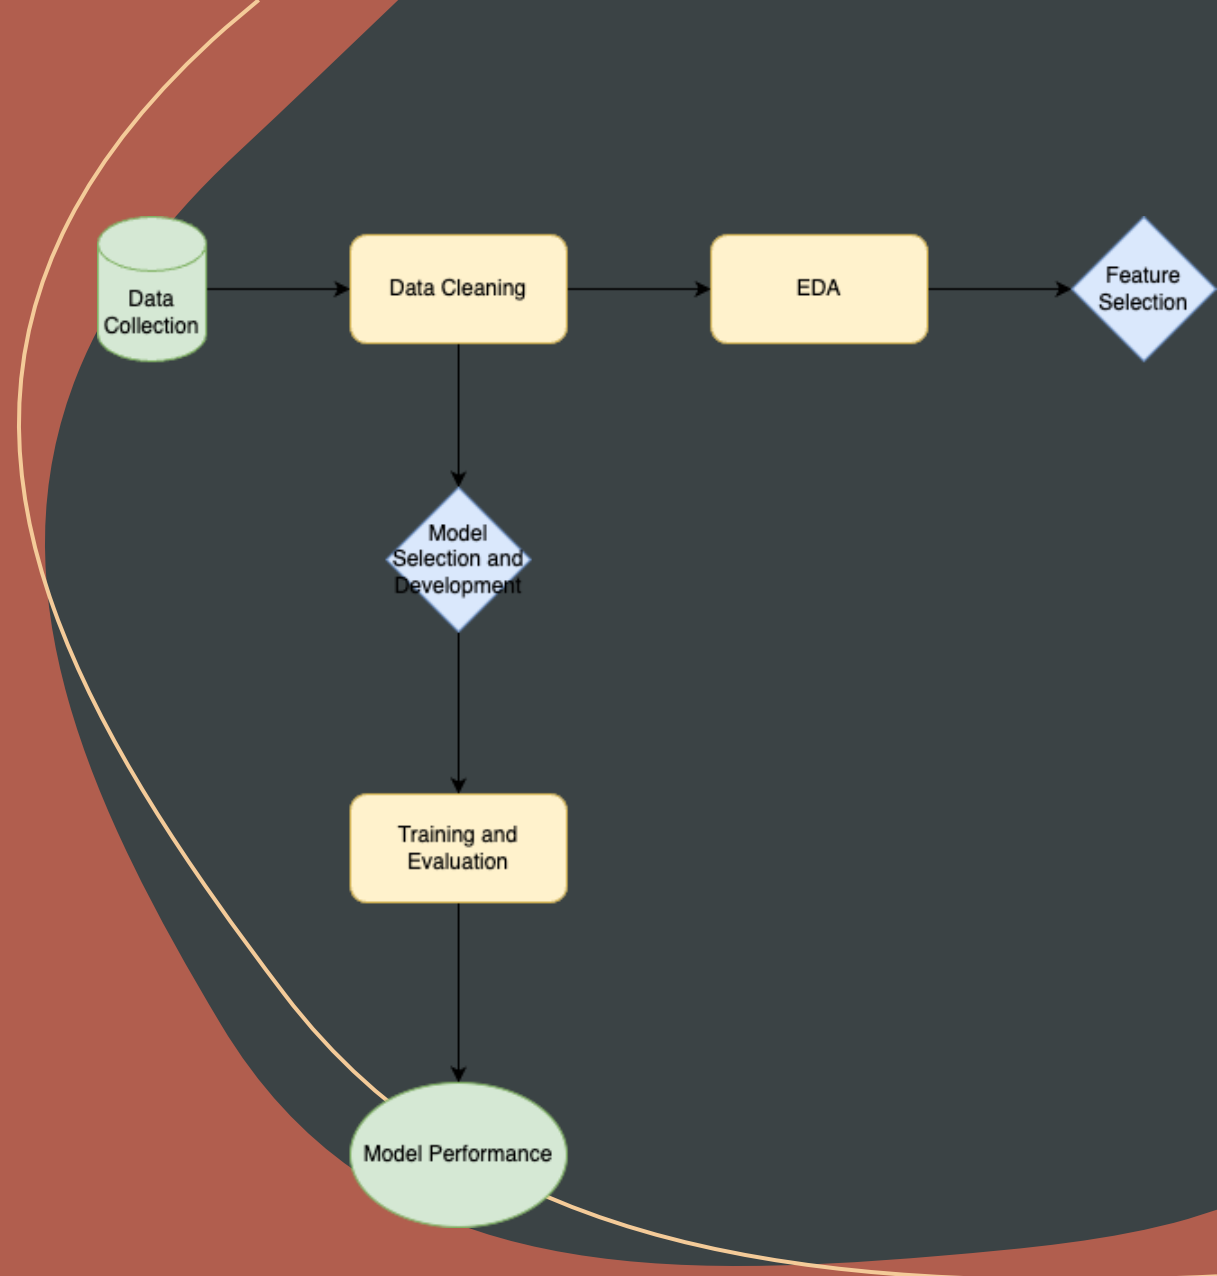 Data
Collection
Data Cleaning
EDA
Feature
Selection
Model
Selection and
Development
Training and
Evaluation
Model Performance